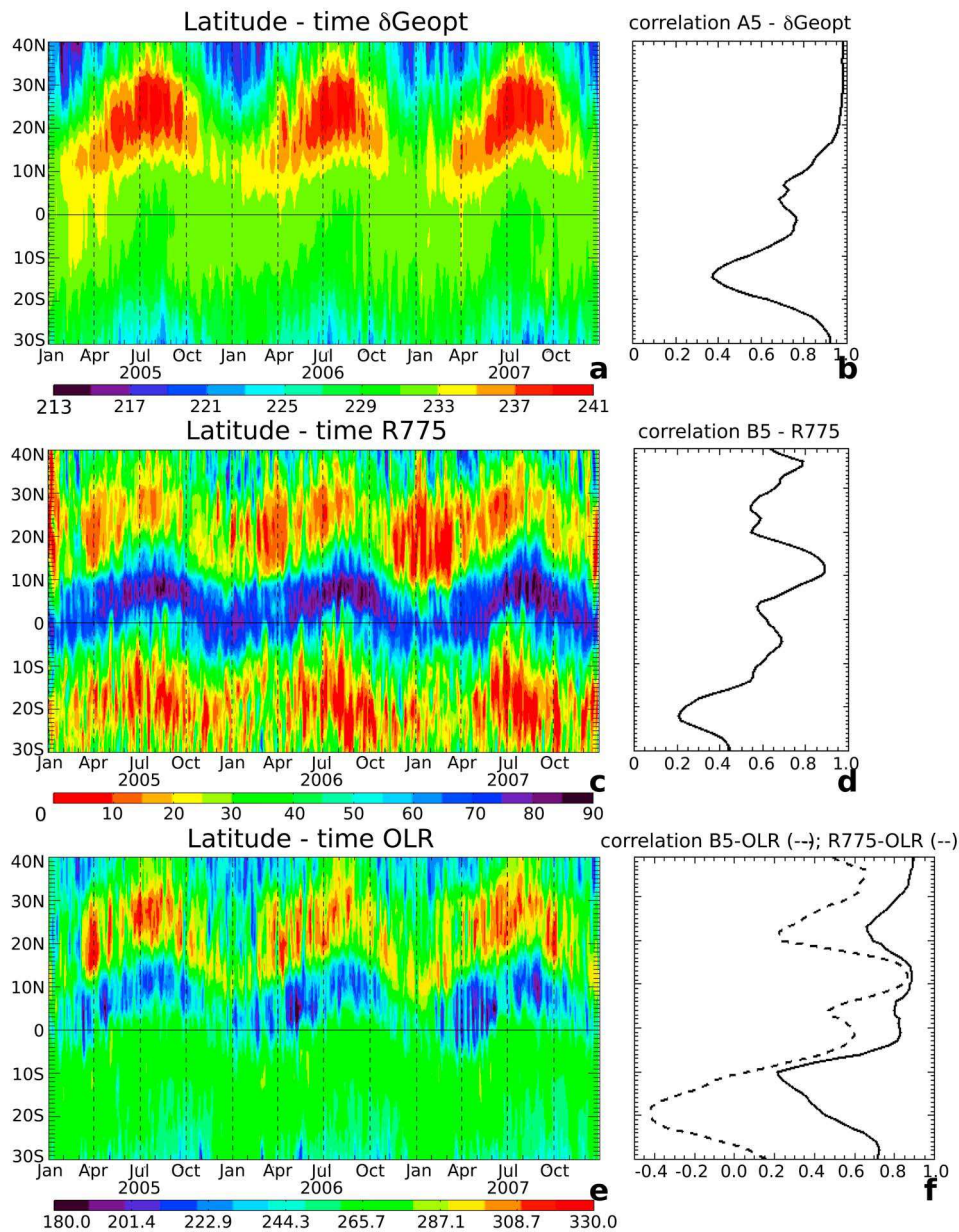 Latitude - time δGeopt
correlation A5 - δGeopt
40N
30N
20N
10N
0
10S
20S
30S
Jan Apr Jul Oct Jan Apr Jul Oct Jan Apr Jul Oct
2005 2006 2007
a
0 0.2 0.4 0.6 0.8 1.0
b
213 217 221 225 229 233 237 241
Latitude - time R775
correlation B5 - R775
40N
30N
20N
10N
0
10S
20S
30S
Jan Apr Jul Oct Jan Apr Jul Oct Jan Apr Jul Oct
2005 2006 2007
c
0 0.2 0.4 0.6 0.8 1.0
d
0 10 20 30 40 50 60 70 80 90
Latitude - time OLR
correlation B5-OLR (--); R775-OLR (--)
40N
30N
20N
10N
0
10S
20S
30S
Jan Apr Jul Oct Jan Apr Jul Oct Jan Apr Jul Oct
2005 2006 2007
e
-0.4 0.0 0.2 0.4 0.6 0.8 1.0
f
180.0 201.4 222.9 244.3 265.7 287.1 308.7 330.0